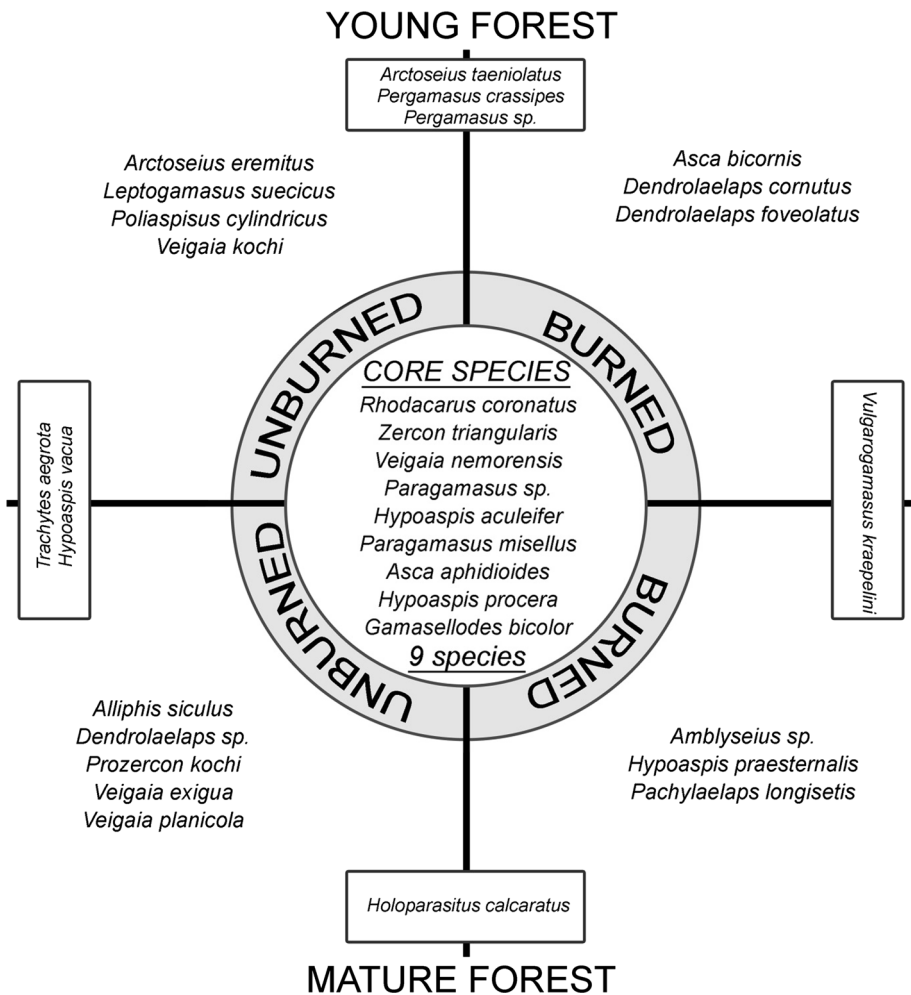 YOUNG FOREST
Arctoseius taeniolatus
Pergamasus crassipes
Pergamasus sp.
Arctoseius eremitus
Leptogamasus suecicus
Poliaspisus cylindricus
Veigaia kochi
Asca bicornis
Dendrolaelaps cornutus
Dendrolaelaps foveolatus
UNBURNED
BURNED
CORE SPECIES
Rhodacarus coronatus
Zercon triangularis
Veigaia nemorensis
Paragamasus sp.
Hypoaspis aculeifer
Paragamasus misellus
Asca aphidioides
Hypoaspis procera
Gamasellodes bicolor
9 species
Trachytes aegrota
Hypoaspis vacua
Vulgarogamasus kraepelini
UNBURNED
BURNED
Alliphis siculus
Dendrolaelaps sp.
Prozercon kochi
Veigaia exigua
Veigaia planicola
Amblyseius sp.
Hypoaspis praesternalis
Pachylaelaps longisetis
Holoparasitus calcaratus
MATURE FOREST